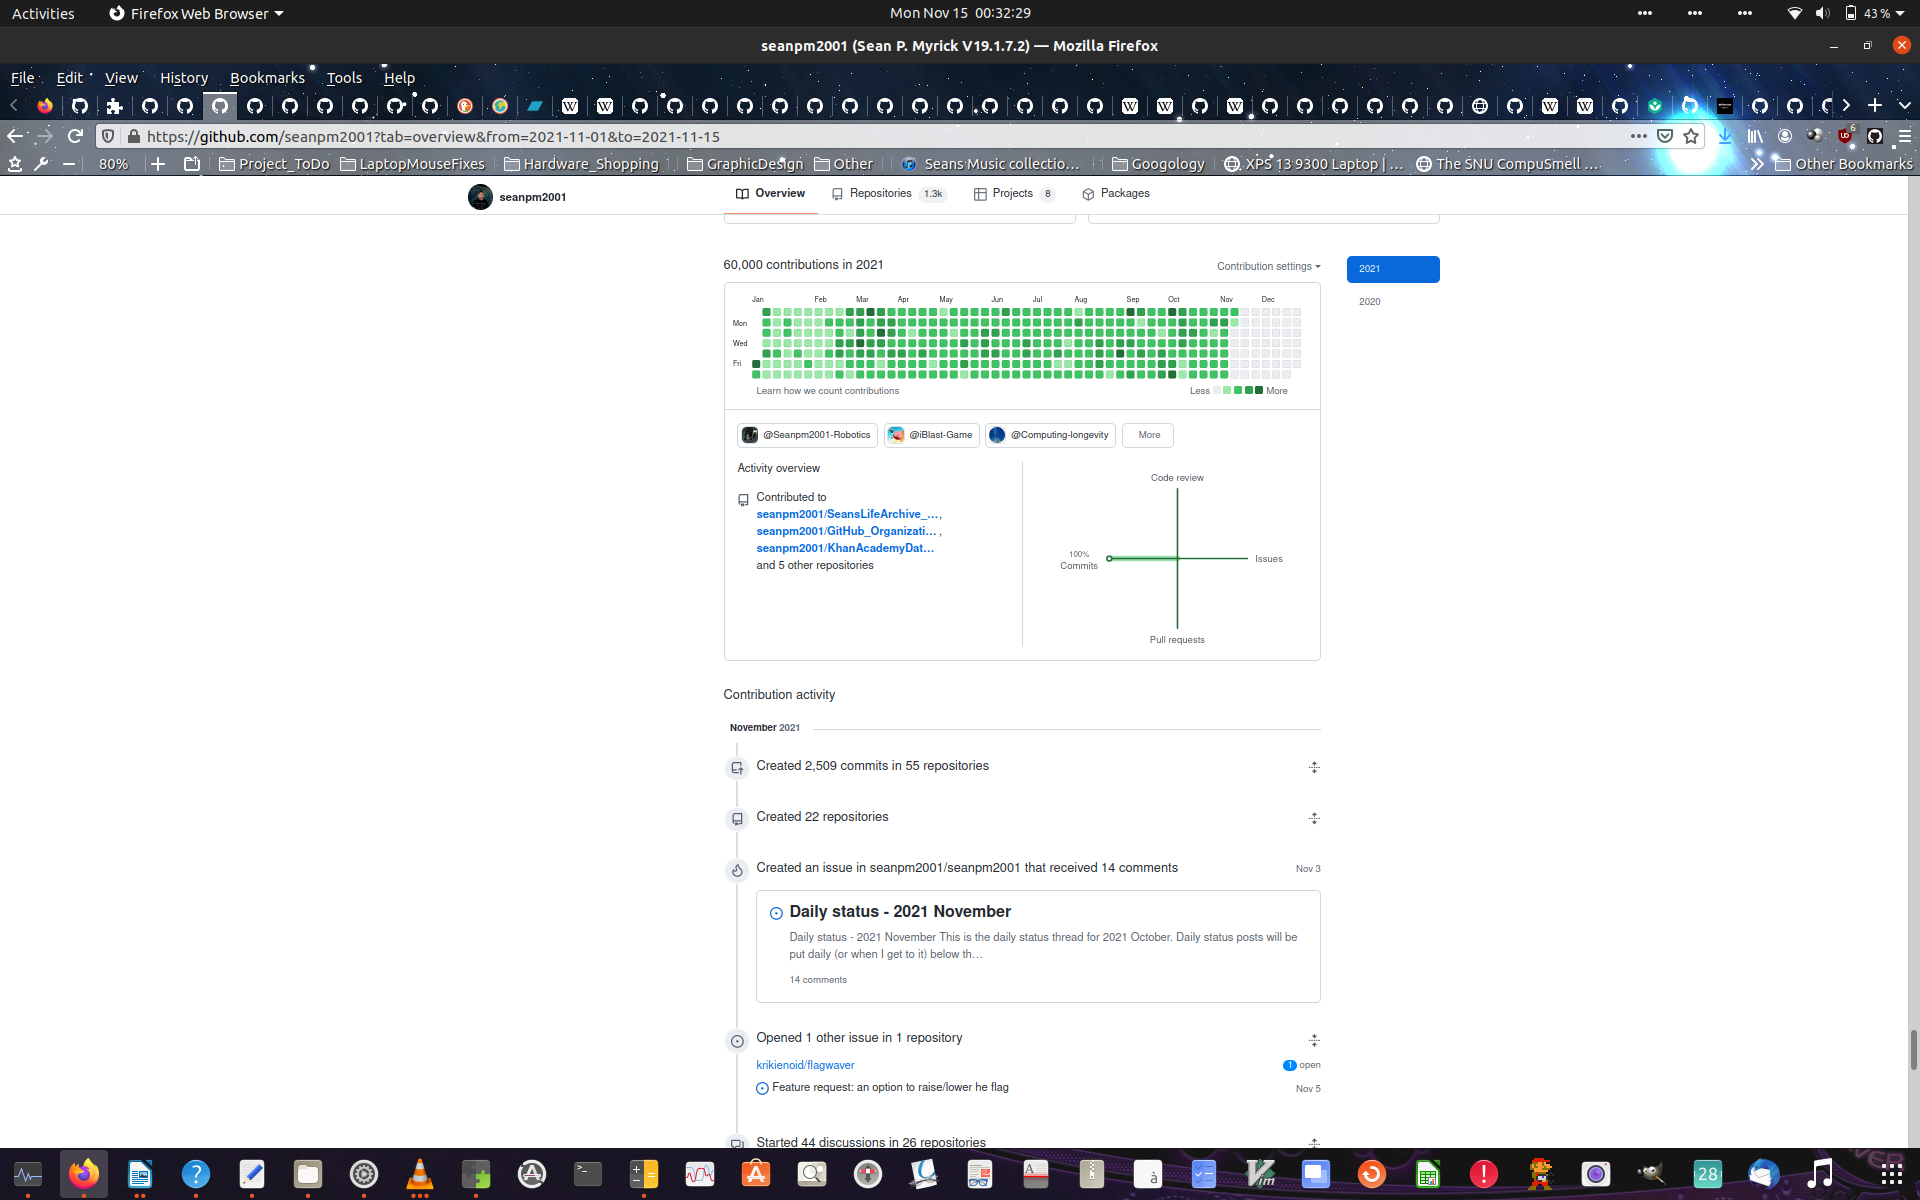 Activities
Firefox Web Browser
Mon Nov 15 00:32:29
43 %
seanpm2001 (Sean P. Myrick V19.1.7.2) — Mozilla Firefox
File Edit View History Bookmarks Tools Help
https://github.com/seanpm2001?tab=overview&from=2021-11-01&to=2021-11-15
6
80%
Project_ToDo
LaptopMouseFixes
Hardware_Shopping
GraphicDesign
Other
Seans Music collectio…
Googology
XPS 13 9300 Laptop | …
The SNU CompuSmell …
Other Bookmarks
seanpm2001
Overview
Repositories 1.3k
Projects 8
Packages
60,000 contributions in 2021
Contribution settings
2021
2020
Jan Feb Mar Apr May Jun Jul Aug Sep Oct Nov Dec
Mon
Wed
Fri
Learn how we count contributions
Less
More
@Seanpm2001-Robotics
@iBlast-Game
@Computing-longevity
More
Activity overview
Contributed to
seanpm2001/SeansLifeArchive_…,
seanpm2001/GitHub_Organizati…,
seanpm2001/KhanAcademyDat…
and 5 other repositories
Code review
100%
Commits
Issues
Pull requests
Contribution activity
November 2021
Created 2,509 commits in 55 repositories
Created 22 repositories
Created an issue in seanpm2001/seanpm2001 that received 14 comments
Nov 3
Daily status - 2021 November
Daily status - 2021 November This is the daily status thread for 2021 October. Daily status posts will be
put daily (or when I get to it) below th…
14 comments
Opened 1 other issue in 1 repository
krikienoid/flagwaver
1 open
Feature request: an option to raise/lower he flag
Nov 5
Started 44 discussions in 26 repositories
28